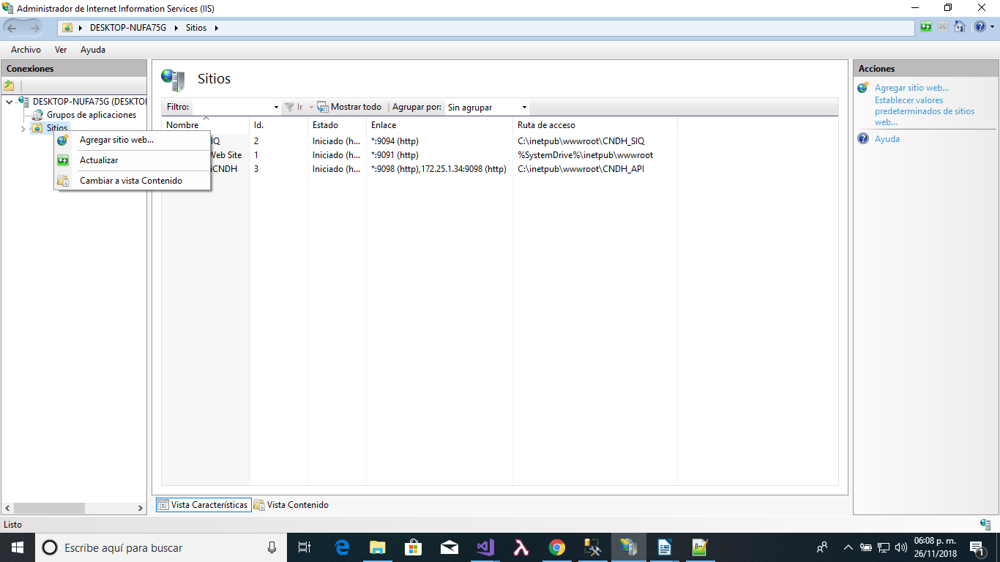 Administrador de Internet Information Services (IIS)
DESKTOP-NUFA75G Sitios
Archivo Ver Ayuda
Conexiones
DESKTOP-NUFA75G (DESKTO
Grupos de aplicaciones
Sitios
Agregar sitio web...
Actualizar
Cambiar a vista Contenido
Sitios
Filtro: Ir Mostrar todo Agrupar por: Sin agrupar
Nombre Id. Estado Enlace Ruta de acceso
IQ 2 Iniciado (h... *:9094 (http) C:\inetpub\wwwroot\CNDH_SIQ
Web Site 1 Iniciado (h... *:9091 (http) %SystemDrive%\inetpub\wwwroot
iCNDH 3 Iniciado (h... *:9098 (http),172.25.1.34:9098 (http) C:\inetpub\wwwroot\CNDH_API
Vista Características Vista Contenido
Acciones
Agregar sitio web...
Establecer valores
predeterminados de sitios
web...
Ayuda
Listo
Escribe aquí para buscar
06:08 p. m.
26/11/2018
1